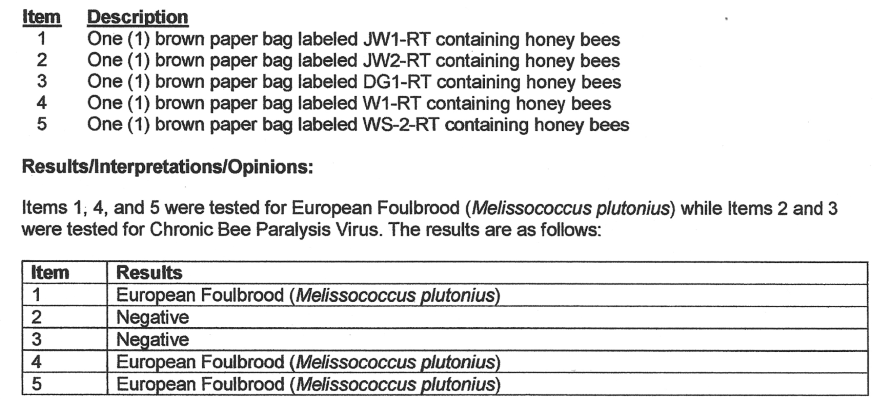 Item Description
1 One (1) brown paper bag labeled JW1-RT containing honey bees
2 One (1) brown paper bag labeled JW2-RT containing honey bees
3 One (1) brown paper bag labeled DG1-RT containing honey bees
4 One (1) brown paper bag labeled W1-RT containing honey bees
5 One (1) brown paper bag labeled WS-2-RT containing honey bees
Results/Interpretations/Opinions:
Items 1, 4, and 5 were tested for European Foulbrood (Melissococcus plutonius) while Items 2 and 3
were tested for Chronic Bee Paralysis Virus. The results are as follows:
Item Results
1 European Foulbrood (Melissococcus plutonius)
2 Negative
3 Negative
4 European Foulbrood (Melissococcus plutonius)
5 European Foulbrood (Melissococcus plutonius)